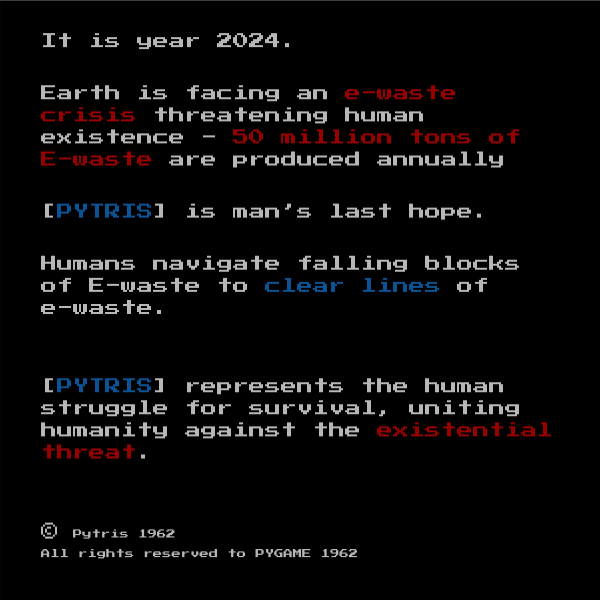 It is year 2024.
Earth is facing an e-waste
crisis threatening human
existence - 50 million tons of
E-waste are produced annually
[PYTRIS] is man's last hope.
Humans navigate falling blocks
of E-waste to clear lines of
e-waste.
[PYTRIS] represents the human
struggle for survival, uniting
humanity against the existential
threat.
© Pytris 1962
All rights reserved to PYGAME 1962